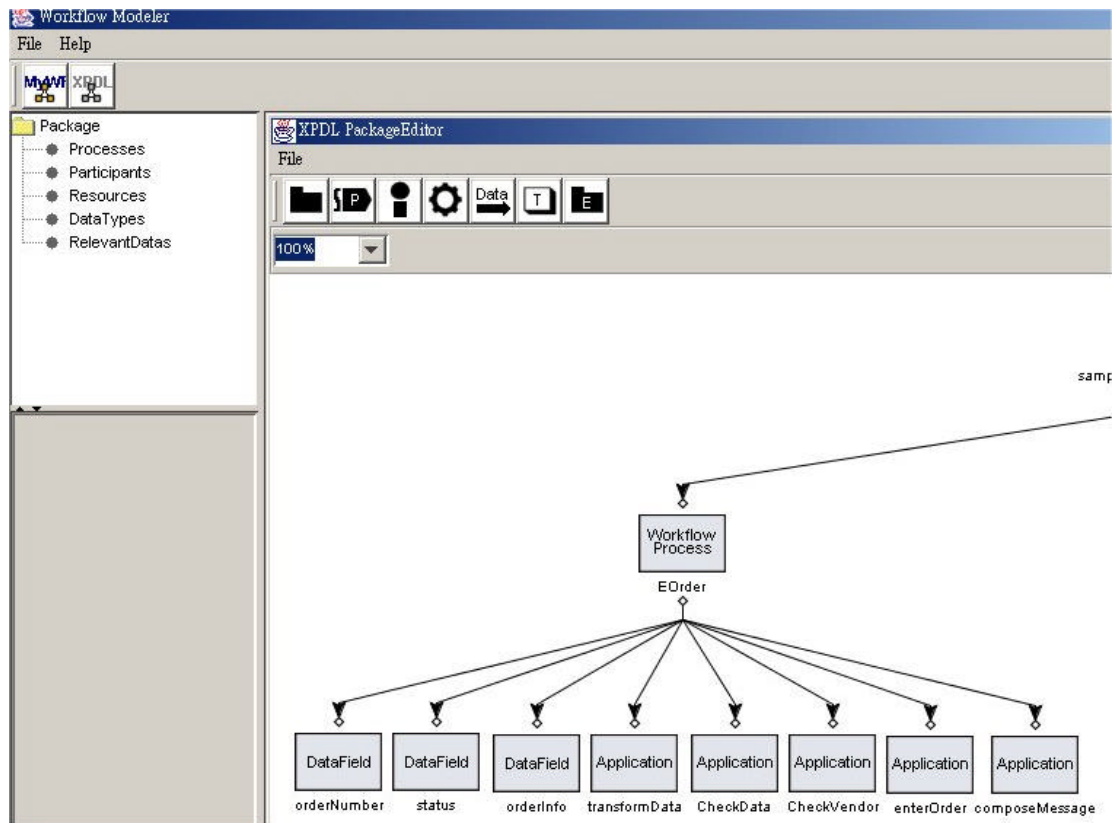 Workflow Modeler
File Help
MyWF XPDL
Package
Processes
Participants
Resources
DataTypes
RelevantDatas
XPDL PackageEditor
File
P Data T E
100%
samp
Workflow
Process
EOrder
DataField DataField DataField Application Application Application Application Application
orderNumber status orderInfo transformData CheckData CheckVendor enterOrder composeMessage